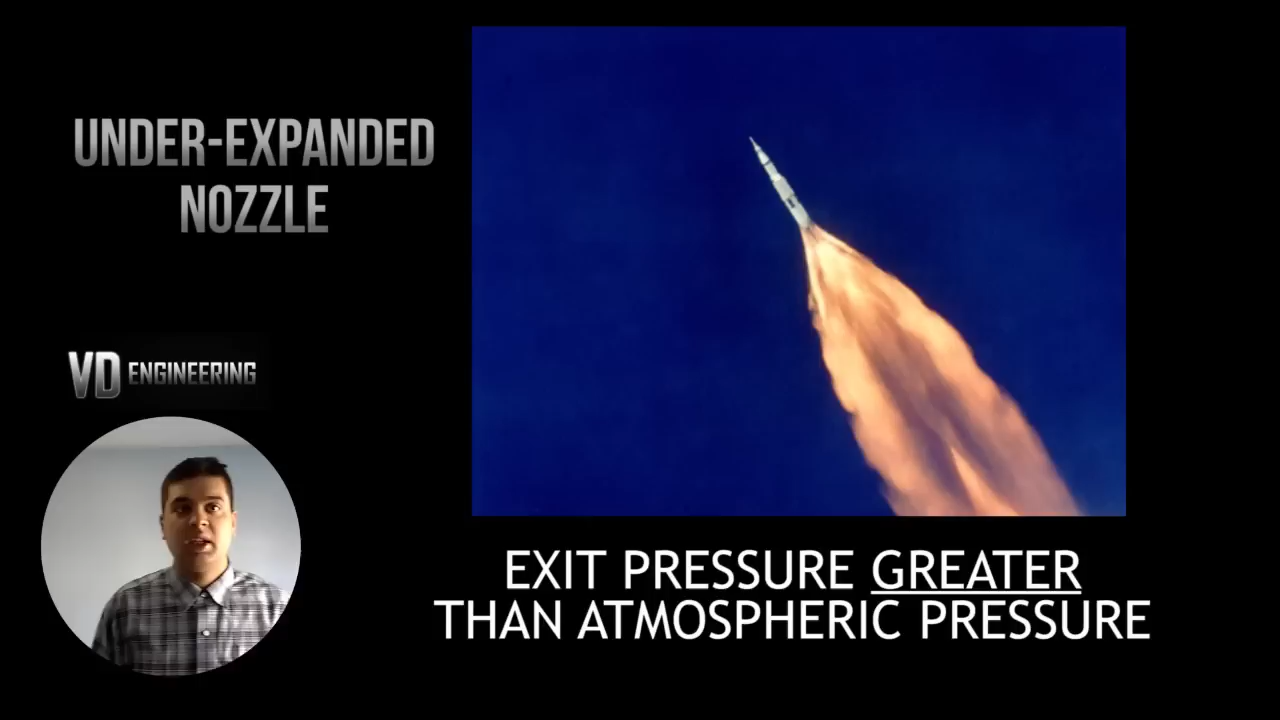 UNDER-EXPANDED
NOZZLE
VD ENGINEERING
EXIT PRESSURE GREATER
THAN ATMOSPHERIC PRESSURE